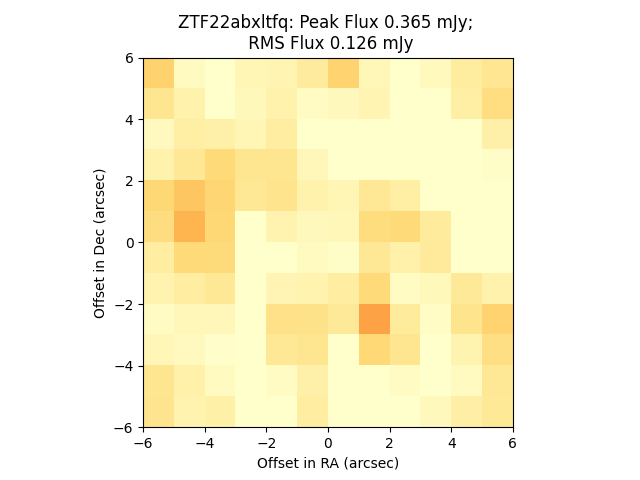 ZTF22abxltfq: Peak Flux 0.365 mJy;
RMS Flux 0.126 mJy
6
4
2
0
−2
−4
−6
Offset in Dec (arcsec)
−6 −4 −2 0 2 4 6
Offset in RA (arcsec)